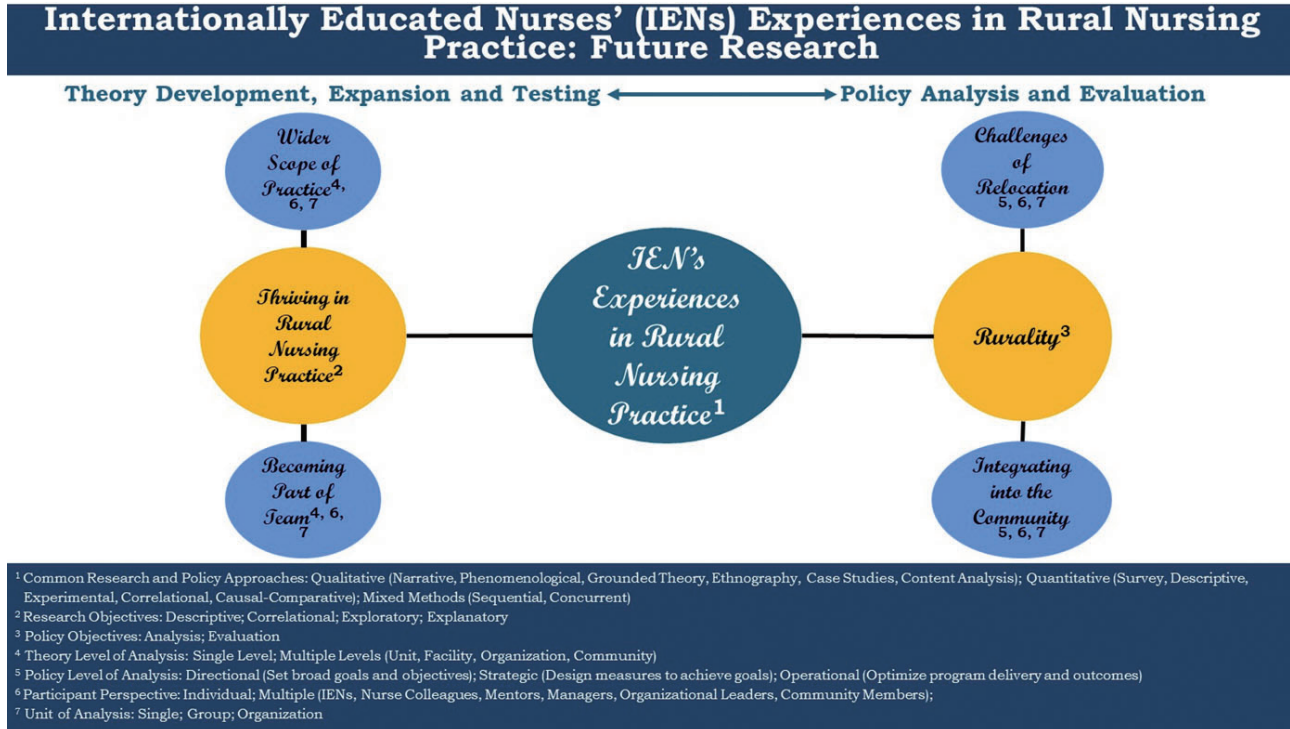 Internationally Educated Nurses' (IENs) Experiences in Rural Nursing
Practice: Future Research
Theory Development, Expansion and Testing
Policy Analysis and Evaluation
Wider
Scope of
Practice⁴,
6, 7
Thriving in
Rural
Nursing
Practice²
Becoming
Part of
Team⁴, ⁶,
7
IEN's
Experiences
in Rural
Nursing
Practice¹
Challenges
of
Relocation
5, 6, 7
Rurality³
Integrating
into the
Community
5, 6, 7
¹ Common Research and Policy Approaches: Qualitative (Narrative, Phenomenological, Grounded Theory, Ethnography, Case Studies, Content Analysis); Quantitative (Survey, Descriptive,
Experimental, Correlational, Causal-Comparative); Mixed Methods (Sequential, Concurrent)
² Research Objectives: Descriptive; Correlational; Exploratory; Explanatory
³ Policy Objectives: Analysis; Evaluation
⁴ Theory Level of Analysis: Single Level; Multiple Levels (Unit, Facility, Organization, Community)
⁵ Policy Level of Analysis: Directional (Set broad goals and objectives); Strategic (Design measures to achieve goals); Operational (Optimize program delivery and outcomes)
⁶ Participant Perspective: Individual; Multiple (IENs, Nurse Colleagues, Mentors, Managers, Organizational Leaders, Community Members);
⁷ Unit of Analysis: Single; Group; Organization